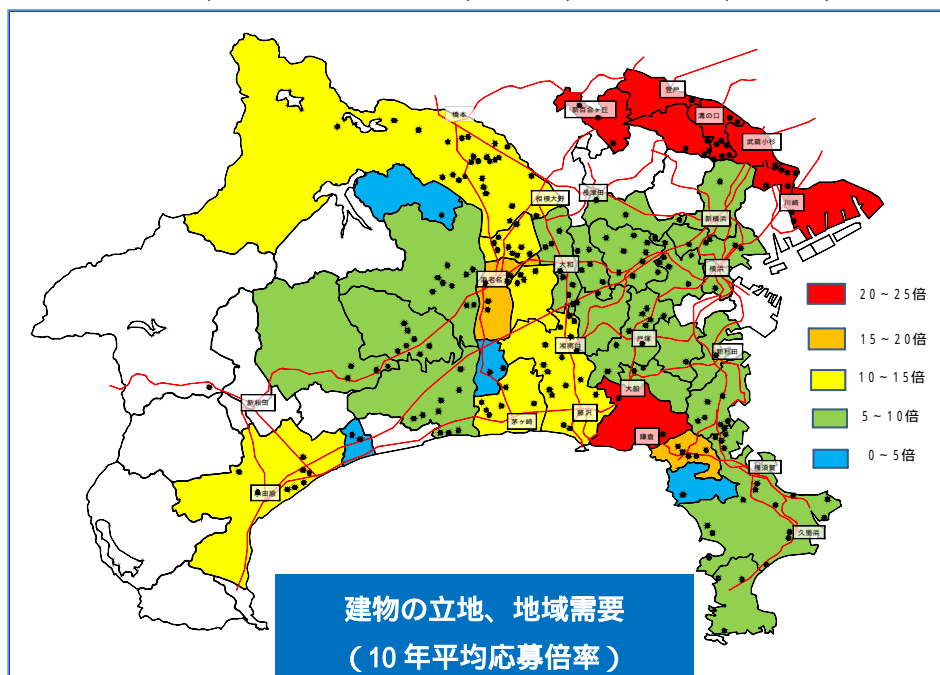 登戸
新百合ヶ丘
橋本
溝の口
武蔵小杉
長津田
相模大野
川崎
新横浜
大和
横浜
海老名
20～25倍
15～20倍
湘南台
戸塚
新杉田
10～15倍
大船
新松田
茅ヶ崎
藤沢
5～10倍
鎌倉
0～5倍
横須賀
小田原
久里浜
建物の立地、地域需要
（10年平均応募倍率）